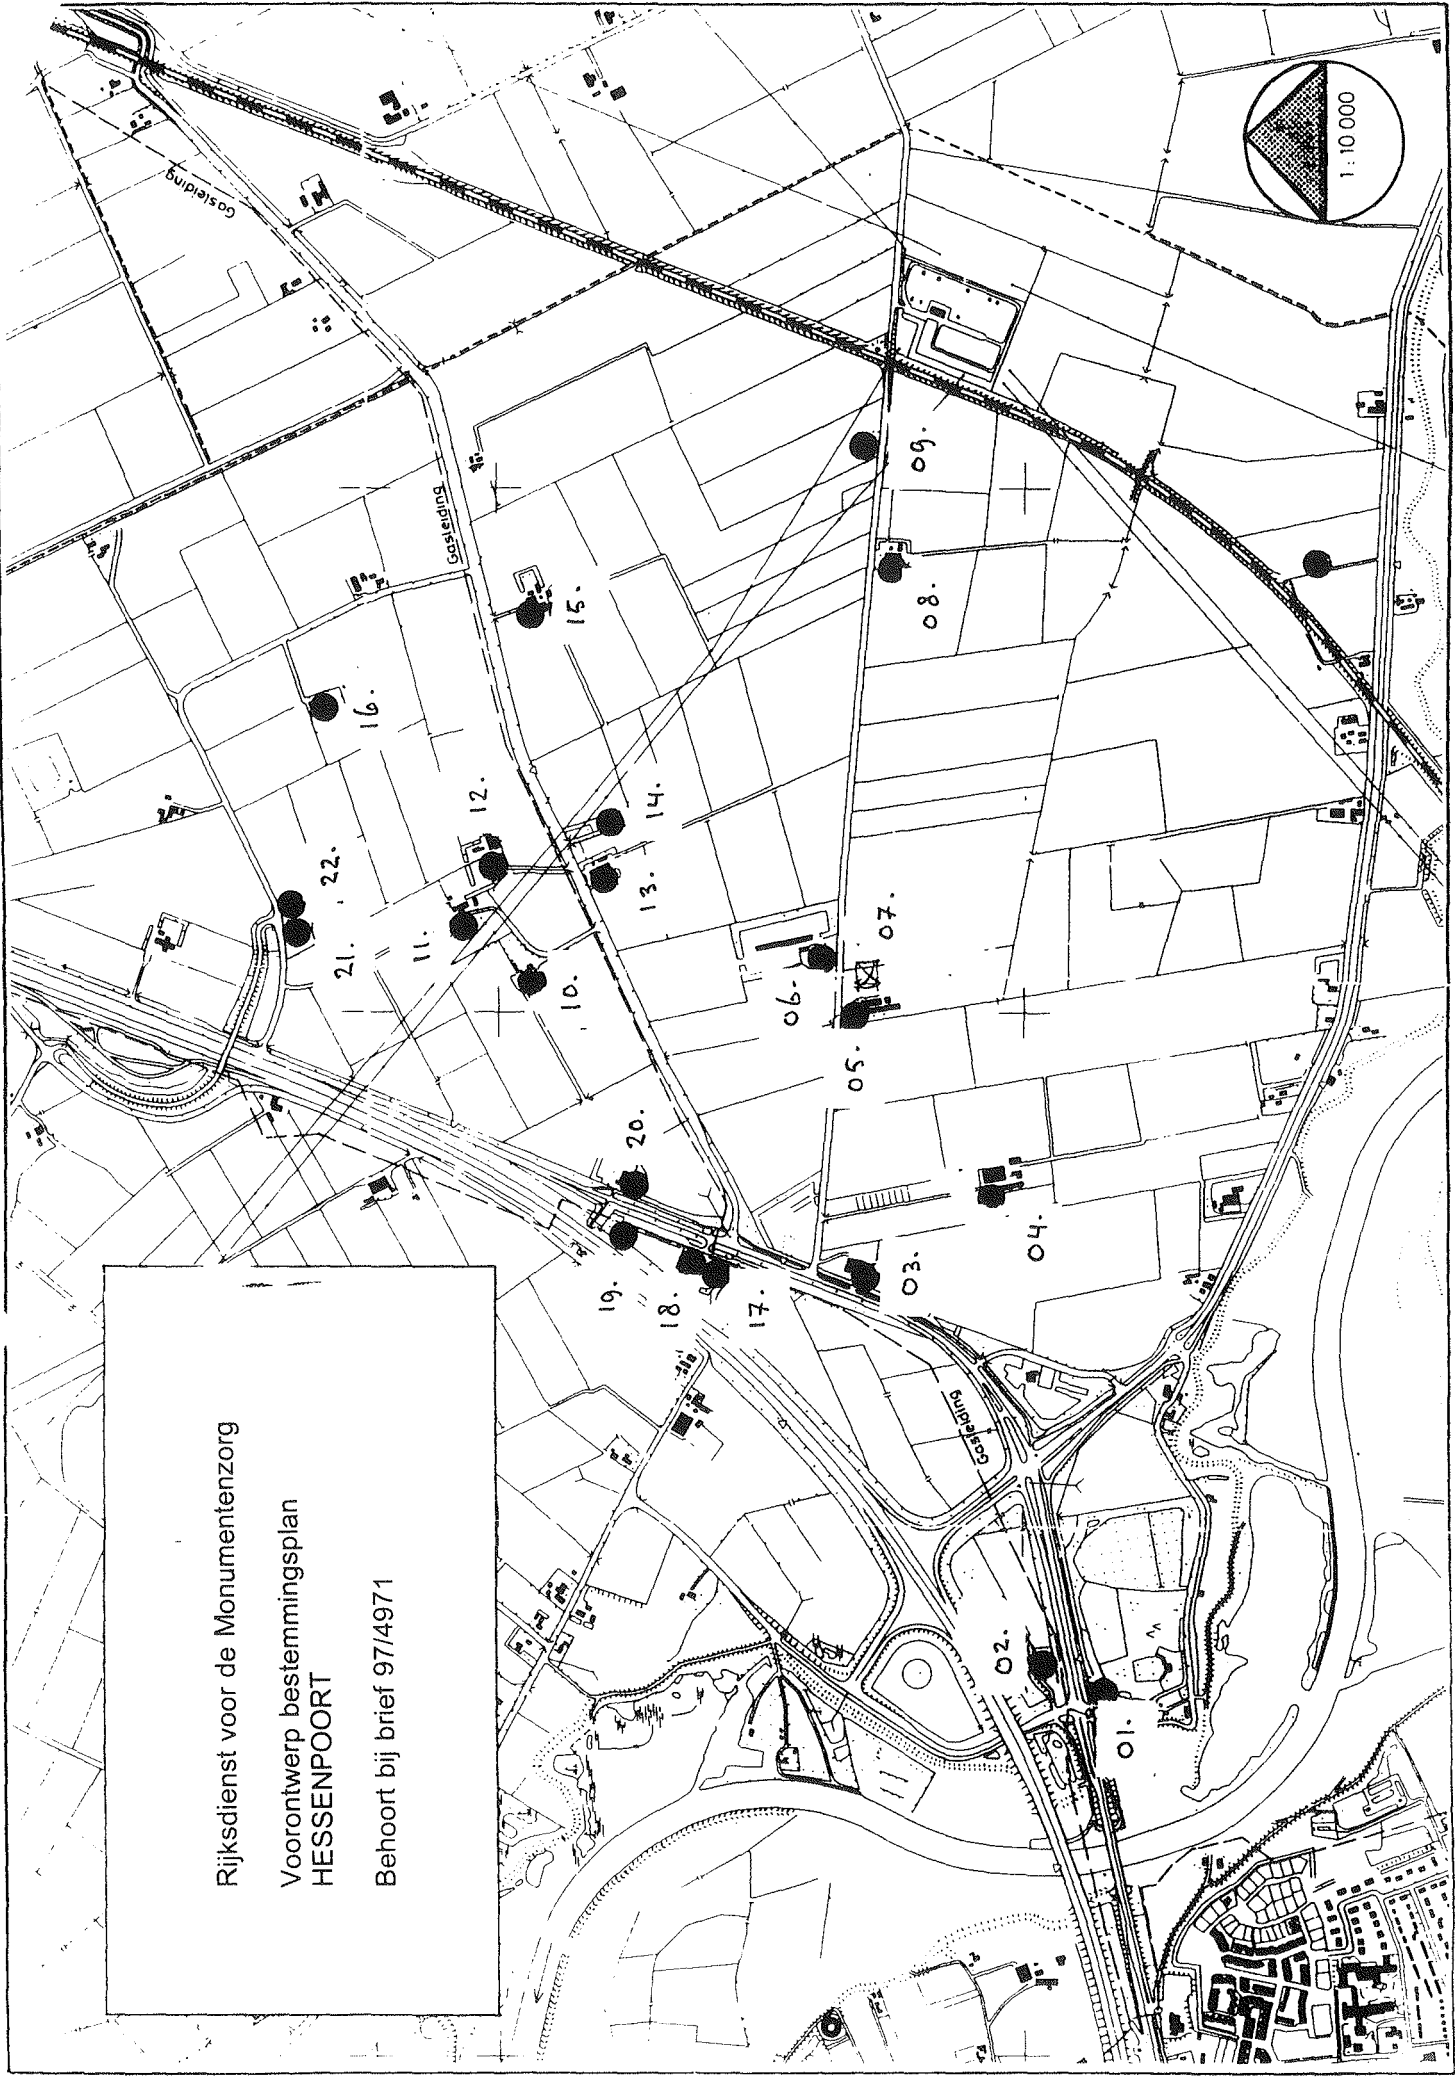 Rijksdienst voor de Monumentenzorg
Voorontwerp bestemmingsplan
HESSENPOORT
Behoort bij brief 97/4971
Gasleiding
Gasleiding
Gasleiding
1 : 10 000
01.
02.
03.
04.
05.
06.
07.
08.
09.
10.
11.
12.
13.
14.
15.
16.
17.
18.
19.
20.
21.
22.